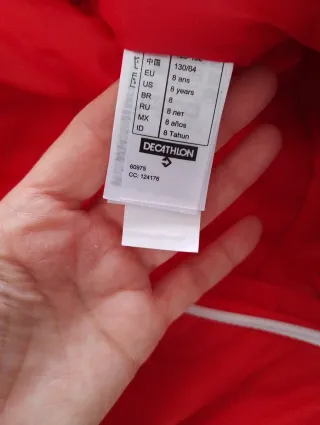 中国 130/64
EU 8 ans
US 8 years
BR 8
RU 8 лет
MX 8 años
ID 8 Tahun
DECATHLON
60975
CC: 124176